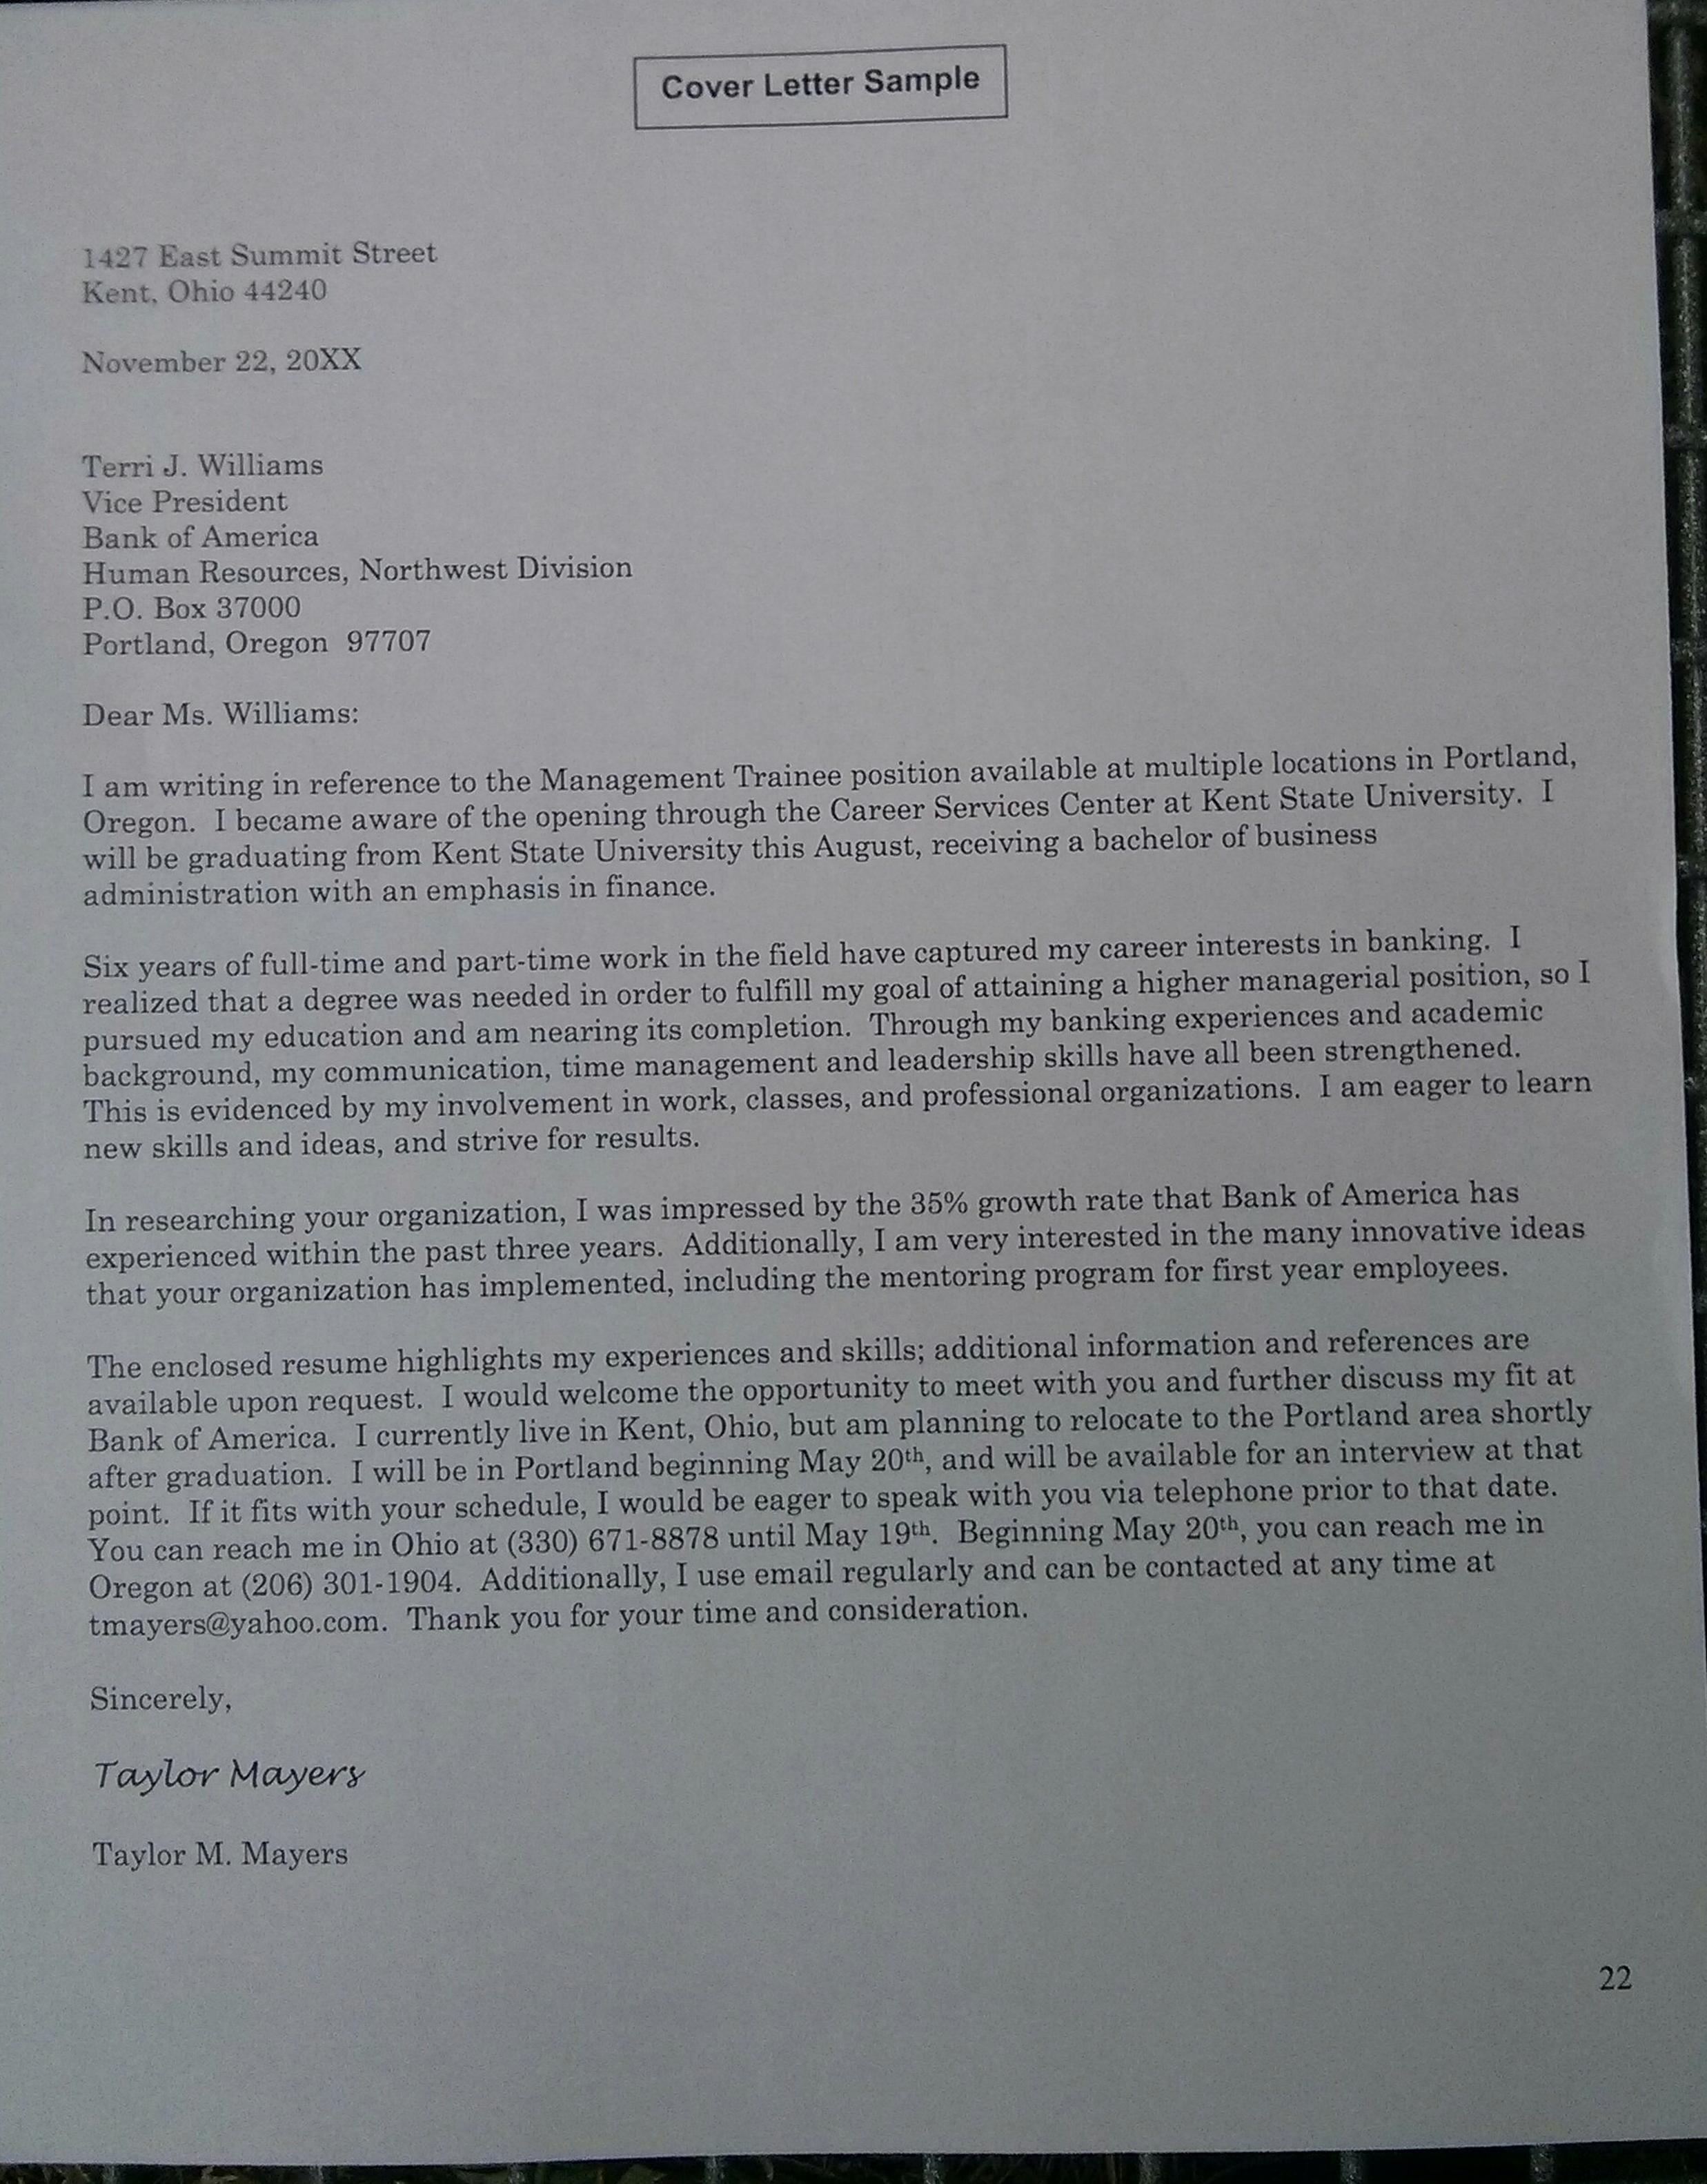 Cover Letter Sample
1427 East Summit Street
Kent, Ohio 44240
November 22, 20XX
Terri J. Williams
Vice President
Bank of America
Human Resources, Northwest Division
P.O. Box 37000
Portland, Oregon  97707
Dear Ms. Williams:
I am writing in reference to the Management Trainee position available at multiple locations in Portland,
Oregon.  I became aware of the opening through the Career Services Center at Kent State University.  I
will be graduating from Kent State University this August, receiving a bachelor of business
administration with an emphasis in finance.
Six years of full-time and part-time work in the field have captured my career interests in banking.  I
realized that a degree was needed in order to fulfill my goal of attaining a higher managerial position, so I
pursued my education and am nearing its completion.  Through my banking experiences and academic
background, my communication, time management and leadership skills have all been strengthened.
This is evidenced by my involvement in work, classes, and professional organizations.  I am eager to learn
new skills and ideas, and strive for results.
In researching your organization, I was impressed by the 35% growth rate that Bank of America has
experienced within the past three years.  Additionally, I am very interested in the many innovative ideas
that your organization has implemented, including the mentoring program for first year employees.
The enclosed resume highlights my experiences and skills; additional information and references are
available upon request.  I would welcome the opportunity to meet with you and further discuss my fit at
Bank of America.  I currently live in Kent, Ohio, but am planning to relocate to the Portland area shortly
after graduation.  I will be in Portland beginning May 20th, and will be available for an interview at that
point.  If it fits with your schedule, I would be eager to speak with you via telephone prior to that date.
You can reach me in Ohio at (330) 671-8878 until May 19th.  Beginning May 20th, you can reach me in
Oregon at (206) 301-1904.  Additionally, I use email regularly and can be contacted at any time at
tmayers@yahoo.com.  Thank you for your time and consideration.
Sincerely,
Taylor Mayers
Taylor M. Mayers
22